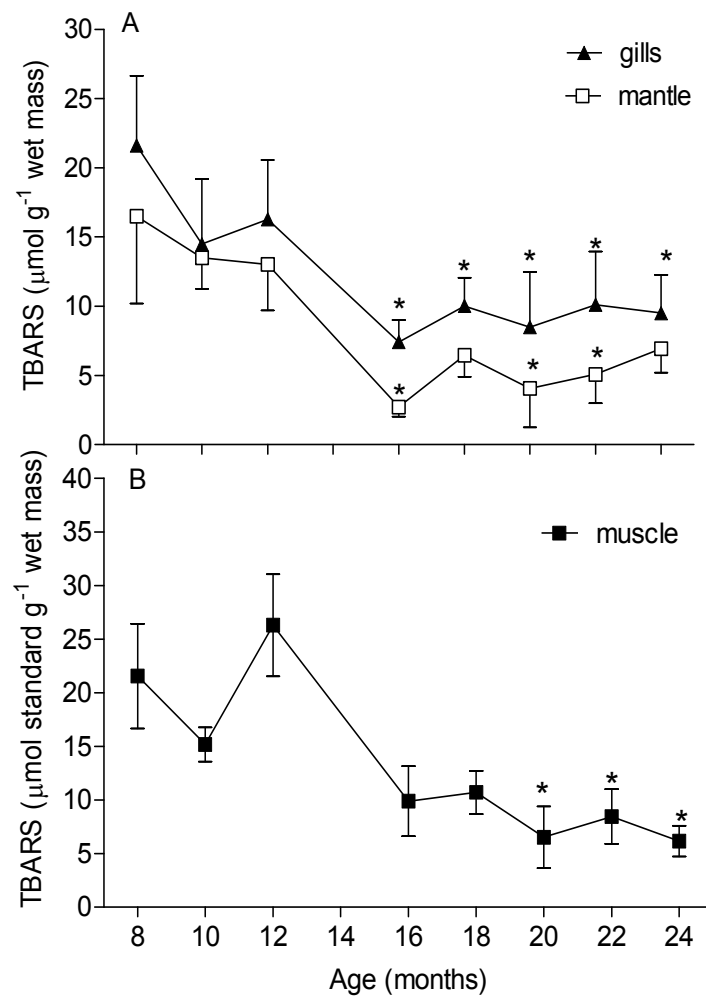 A
gills
mantle
TBARS (μmol g⁻¹ wet mass)
30
25
20
15
10
5
0
* * * * *
* * *
B
muscle
TBARS (μmol standard g⁻¹ wet mass)
40
35
30
25
20
15
10
5
0
* * *
8 10 12 14 16 18 20 22 24
Age (months)